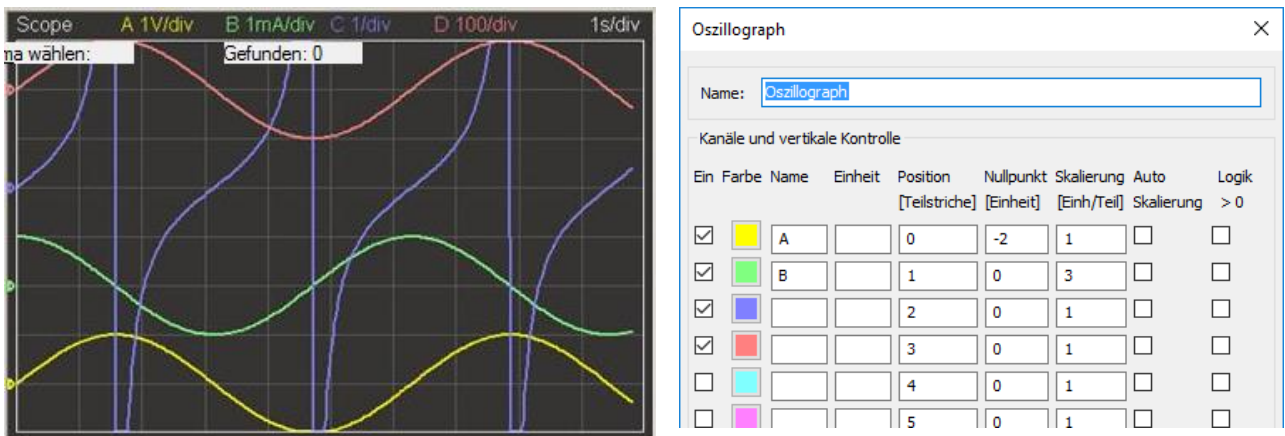 Scope A 1V/div B 1mA/div C 1/div D 100/div 1s/div
ma wählen: Gefunden: 0
Oszillograph
Name: Oszillograph
Kanäle und vertikale Kontrolle
Ein Farbe Name Einheit Position Nullpunkt Skalierung Auto Logik
[Teilstriche] [Einheit] [Einh/Teil] Skalierung > 0
A 0 -2 1
B 1 0 3
2 0 1
3 0 1
4 0 1
5 0 1